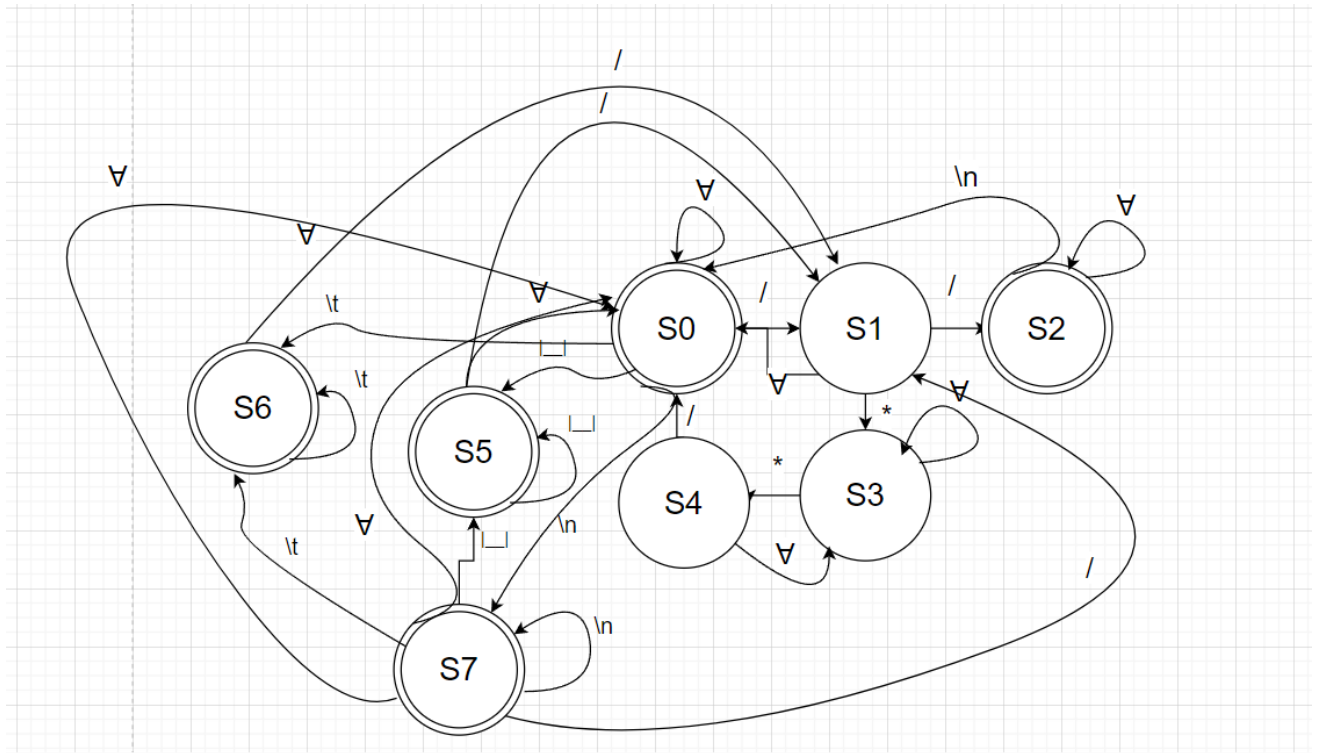 /
/
∀
∀
\n
∀
∀
∀
\t
/
/
|__|
S0
S1
S2
\t
∀
∀
*
S6
|__|
/
S5
*
S3
S4
∀
\n
|__|
\t
∀
/
\n
S7